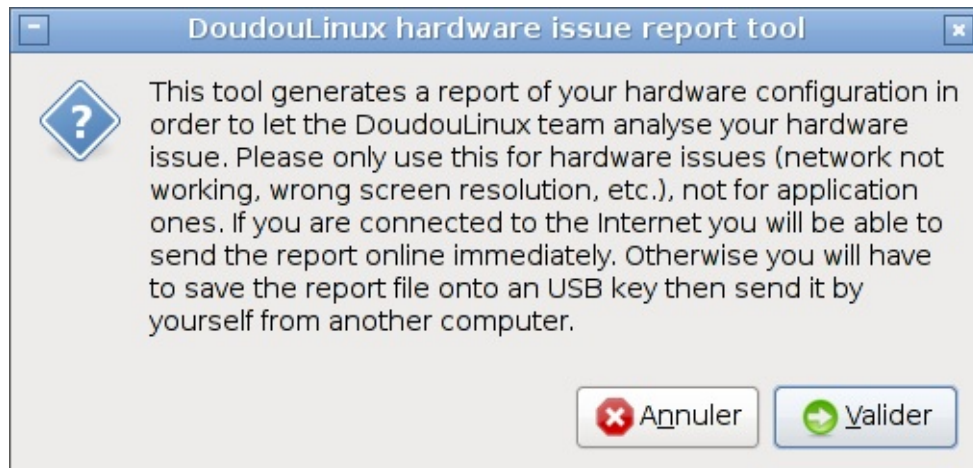 DoudouLinux hardware issue report tool
This tool generates a report of your hardware configuration in
order to let the DoudouLinux team analyse your hardware
issue. Please only use this for hardware issues (network not
working, wrong screen resolution, etc.), not for application
ones. If you are connected to the Internet you will be able to
send the report online immediately. Otherwise you will have
to save the report file onto an USB key then send it by
yourself from another computer.
Annuler Valider